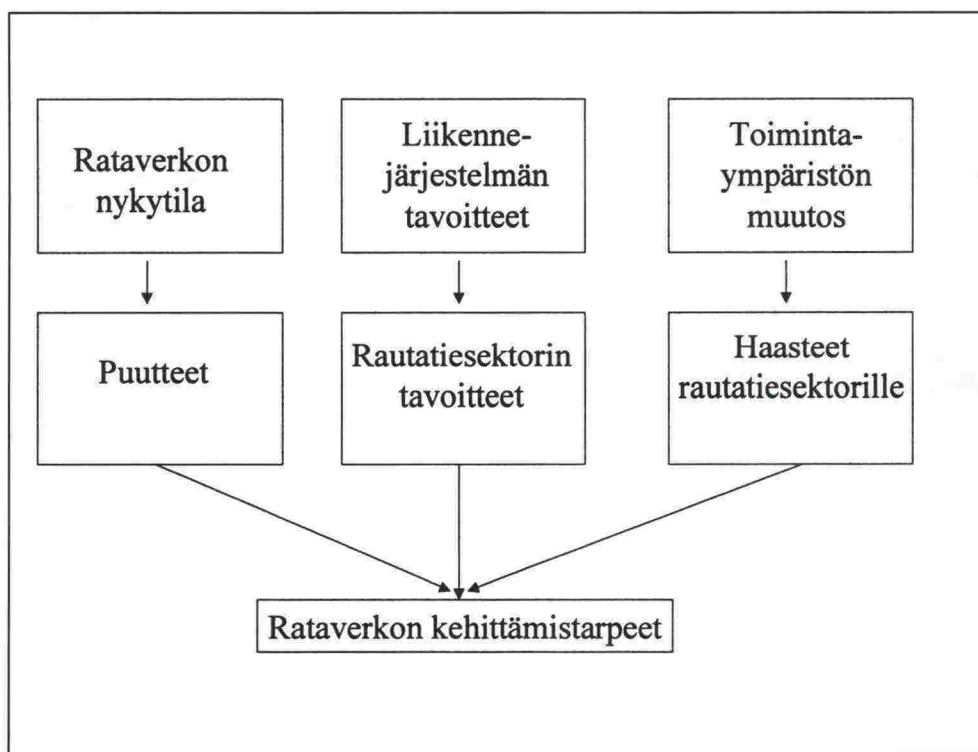 Rataverkon
nykytila
Liikenne-
järjestelmän
tavoitteet
Toiminta-
ympäristön
muutos
Puutteet
Rautatiesektorin
tavoitteet
Haasteet
rautatiesektorille
Rataverkon kehittämistarpeet